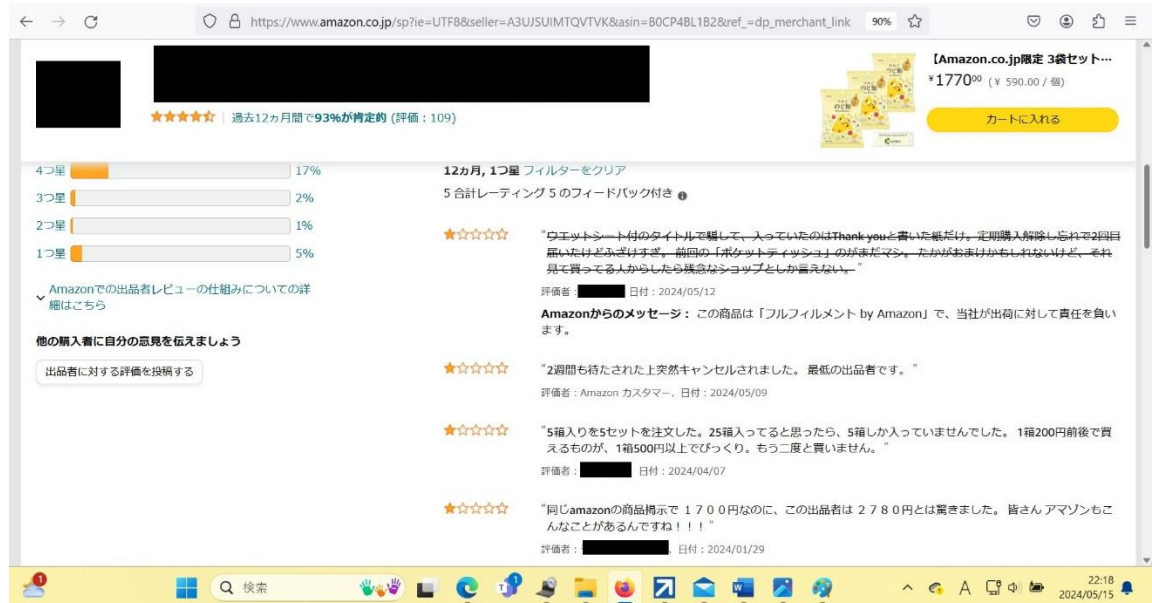 https://www.amazon.co.jp/sp?ie=UTF8&seller=A3UJSUIMTQVTVK&asin=B0CP4BL1B2&ref_=dp_merchant_link
90%
過去12ヵ月間で93%が肯定的 (評価：109)
【Amazon.co.jp限定 3袋セット…
¥1770⁰⁰ (¥ 590.00 / 個)
カートに入れる
のど飴
4つ星 17%
3つ星 2%
2つ星 1%
1つ星 5%
Amazonでの出品者レビューの仕組みについての詳
細はこちら
他の購入者に自分の意見を伝えましょう
出品者に対する評価を投稿する
12ヵ月, 1つ星 フィルターをクリア
5 合計レーティング 5 のフィードバック付き
"ウエットシート付のタイトルで騙して、入っていたのはThank youと書いた紙だけ。定期購入解除し忘れで2回目
届いたけどふざけすぎ。前回の「ポケットティッシュ」のがまだマシ。たかがおまけかもしれないけど、それ
見て買ってる人からしたら残念なショップとしか言えない。"
評価者： 日付：2024/05/12
Amazonからのメッセージ： この商品は「フルフィルメント by Amazon」で、当社が出荷に対して責任を負い
ます。
"2週間も待たされた上突然キャンセルされました。 最低の出品者です。"
評価者：Amazon カスタマー、日付：2024/05/09
"5箱入りを5セットを注文した。25箱入ってると思ったら、5箱しか入っていませんでした。 1箱200円前後で買
えるものが、1箱500円以上でびっくり。もう二度と買いません。"
評価者： 日付：2024/04/07
"同じamazonの商品掲示で １７００円なのに、この出品者は ２７８０円とは驚きました。 皆さん アマゾンもこ
んなことがあるんですね！！！"
評価者： 、日付：2024/01/29
1
検索
A
22:18
2024/05/15